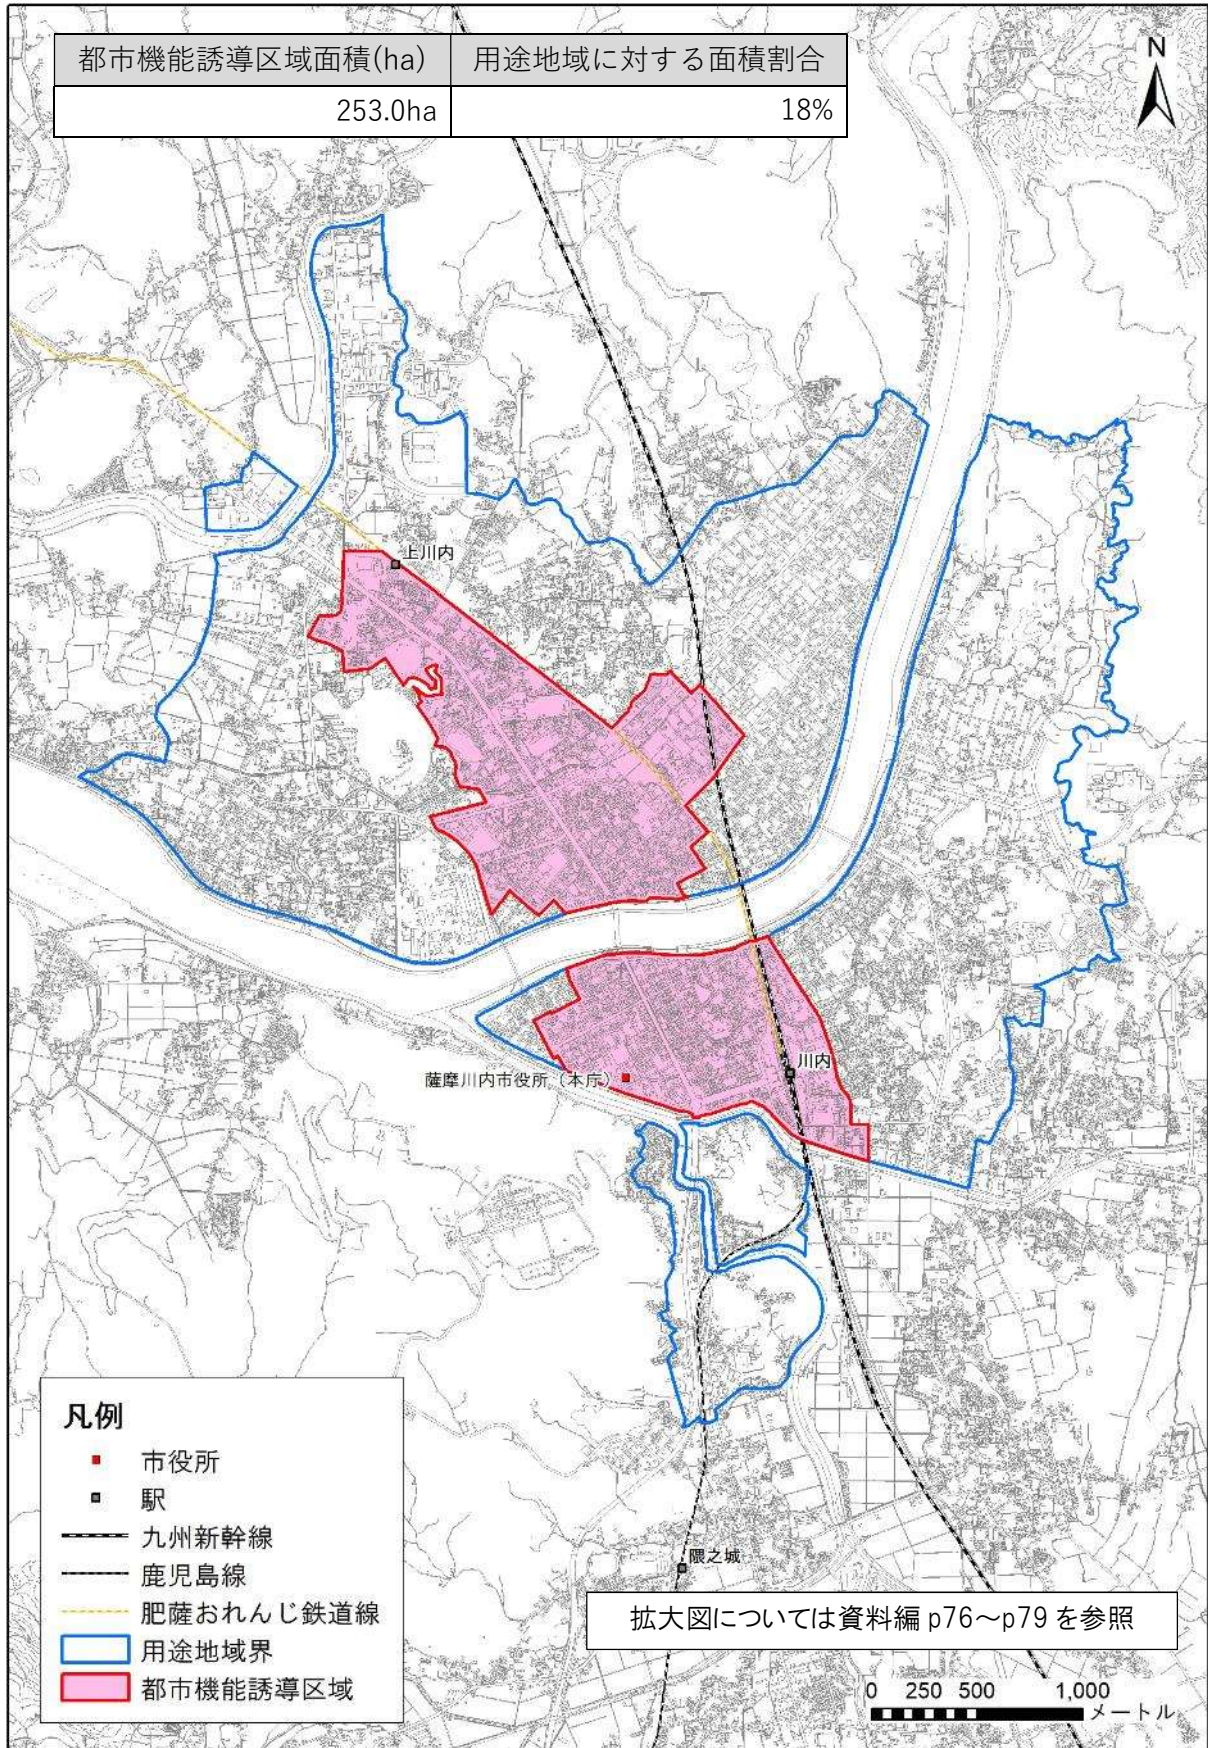 都市機能誘導区域面積(ha) 用途地域に対する面積割合
253.0ha 18%
N
上川内
川内
薩摩川内市役所（本庁）
隈之城
凡例
市役所
駅
九州新幹線
鹿児島線
肥薩おれんじ鉄道線
用途地域界
都市機能誘導区域
拡大図については資料編 p76～p79 を参照
0 250 500 1,000
メートル